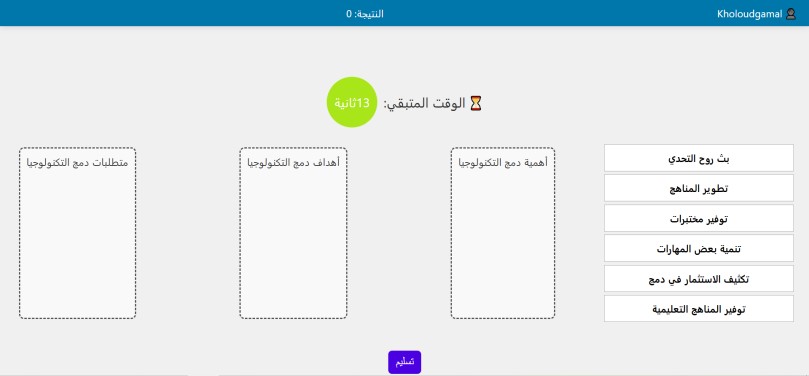 Kholoudgamal
النتيجة: 0
الوقت المتبقي:
13ثانية
بث روح التحدي
تطوير المناهج
توفير مختبرات
تنمية بعض المهارات
تكثيف الاستثمار في دمج
توفير المناهج التعليمية
أهمية دمج التكنولوجيا
أهداف دمج التكنولوجيا
متطلبات دمج التكنولوجيا
تسليم